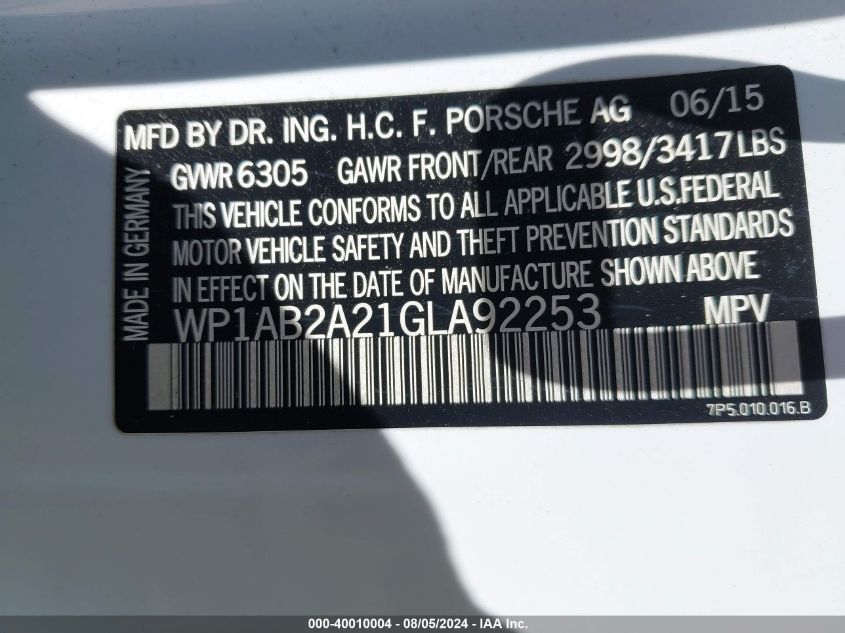 MFD BY DR. ING. H.C. F. PORSCHE AG 06/15
GVWR 6305 GAWR FRONT/REAR 2998/3417LBS
THIS VEHICLE CONFORMS TO ALL APPLICABLE U.S.FEDERAL
MOTOR VEHICLE SAFETY AND THEFT PREVENTION STANDARDS
IN EFFECT ON THE DATE OF MANUFACTURE SHOWN ABOVE
WP1AB2A21GLA92253 MPV
MADE IN GERMANY
7P5.010.016.B
000-40010004 - 08/05/2024 - IAA Inc.